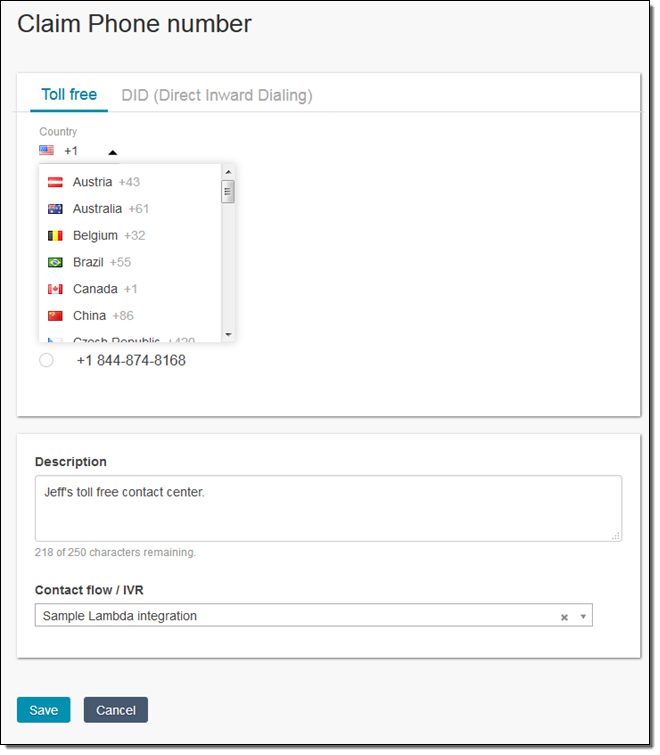 Claim Phone number
Toll free DID (Direct Inward Dialing)
Country
+1
Austria +43
Australia +61
Belgium +32
Brazil +55
Canada +1
China +86
Czech Republic +420
+1 844-874-8168
Description
Jeff's toll free contact center.
218 of 250 characters remaining.
Contact flow / IVR
Sample Lambda integration
Save Cancel